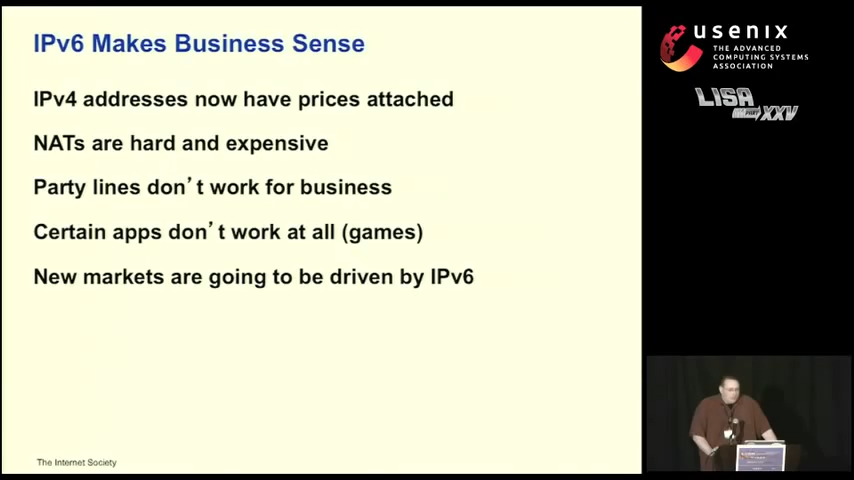 IPv6 Makes Business Sense
IPv4 addresses now have prices attached
NATs are hard and expensive
Party lines don’t work for business
Certain apps don’t work at all (games)
New markets are going to be driven by IPv6
The Internet Society
usenix
THE ADVANCED
COMPUTING SYSTEMS
ASSOCIATION
LISA
XXV